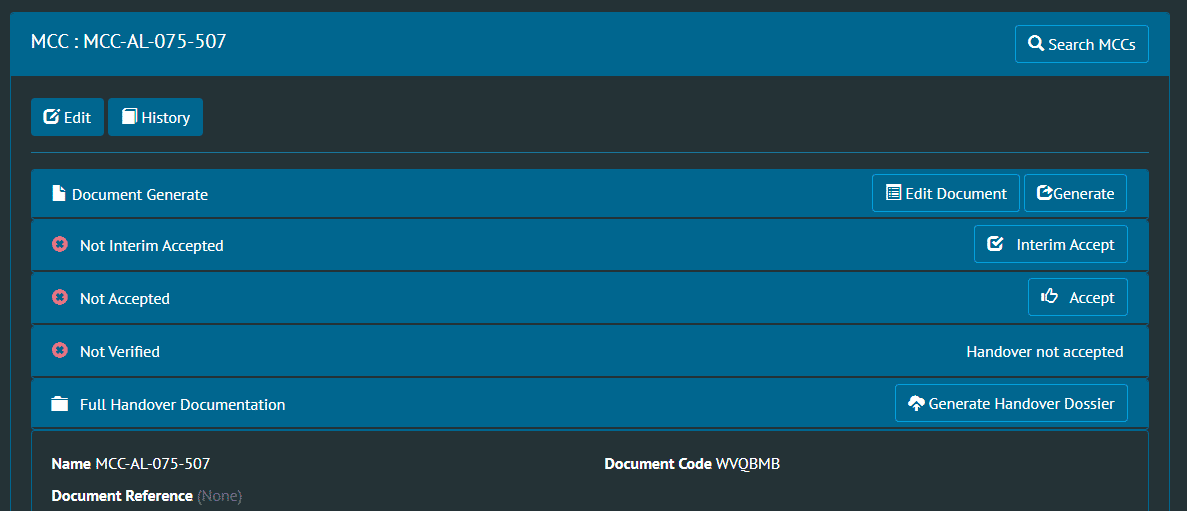 MCC : MCC-AL-075-507
Search MCCs
Edit
History
Document Generate
Edit Document
Generate
Not Interim Accepted
Interim Accept
Not Accepted
Accept
Not Verified
Handover not accepted
Full Handover Documentation
Generate Handover Dossier
Name MCC-AL-075-507
Document Code WVQBMB
Document Reference (None)